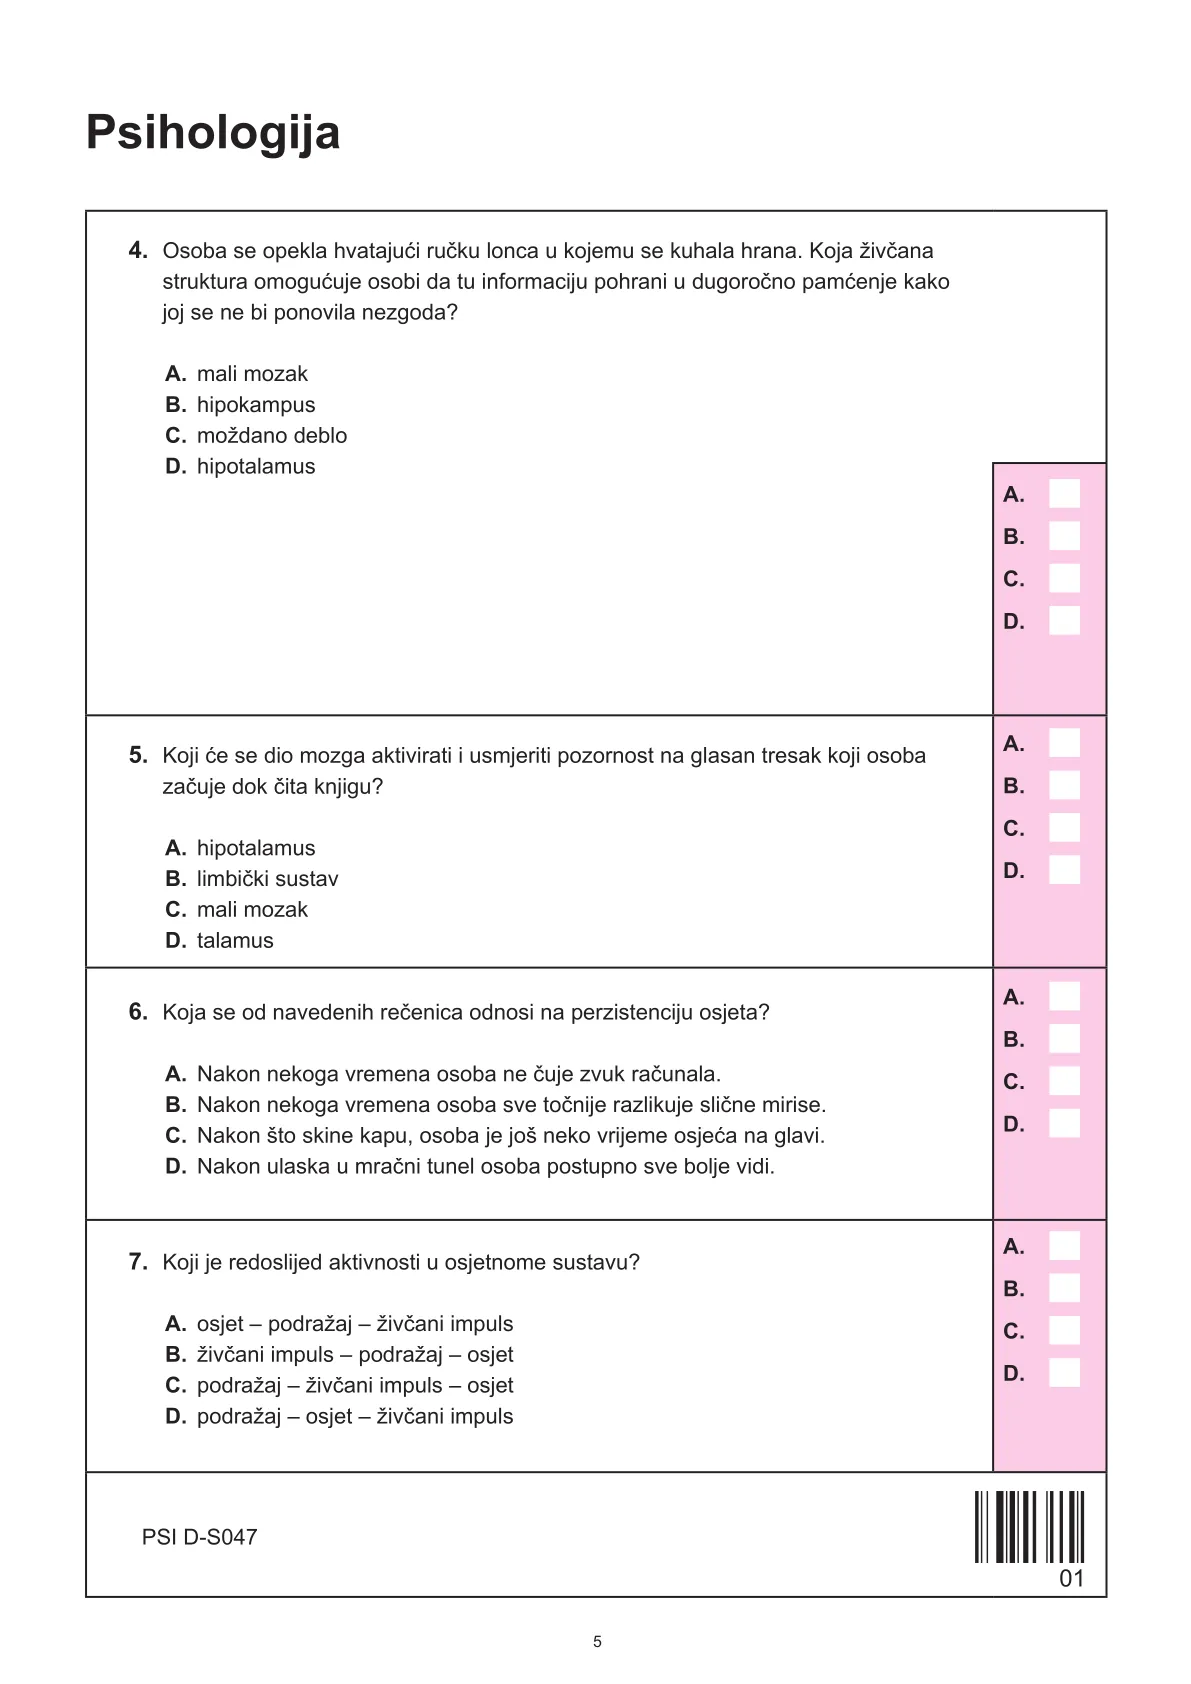 Psihologija
4. Osoba se opekla hvatajući ručku lonca u kojemu se kuhala hrana. Koja živčana
struktura omogućuje osobi da tu informaciju pohrani u dugoročno pamćenje kako
joj se ne bi ponovila nezgoda?
A. mali mozak
B. hipokampus
C. moždano deblo
D. hipotalamus
A.
B.
C.
D.
5. Koji će se dio mozga aktivirati i usmjeriti pozornost na glasan tresak koji osoba
začuje dok čita knjigu?
A. hipotalamus
B. limbički sustav
C. mali mozak
D. talamus
A.
B.
C.
D.
6. Koja se od navedenih rečenica odnosi na perzistenciju osjeta?
A. Nakon nekoga vremena osoba ne čuje zvuk računala.
B. Nakon nekoga vremena osoba sve točnije razlikuje slične mirise.
C. Nakon što skine kapu, osoba je još neko vrijeme osjeća na glavi.
D. Nakon ulaska u mračni tunel osoba postupno sve bolje vidi.
A.
B.
C.
D.
7. Koji je redoslijed aktivnosti u osjetnome sustavu?
A. osjet – podražaj – živčani impuls
B. živčani impuls – podražaj – osjet
C. podražaj – živčani impuls – osjet
D. podražaj – osjet – živčani impuls
A.
B.
C.
D.
PSI D-S047
01
5